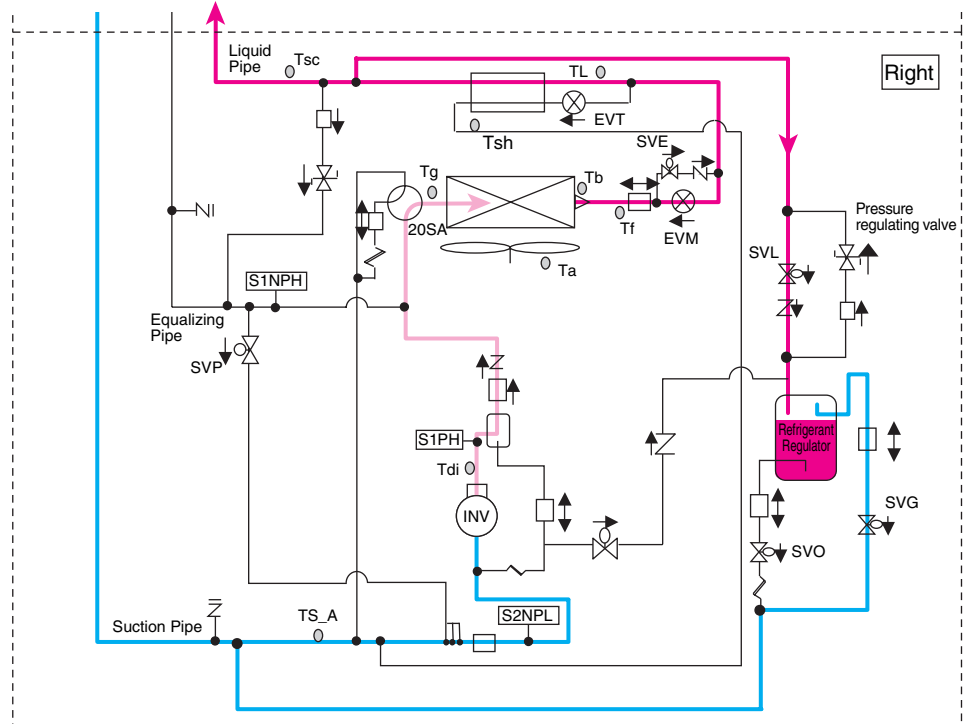 Liquid
Pipe
Tsc
TL
Right
EVT
Tsh
SVE
Tg
Tb
20SA
Tf
EVM
Ta
Pressure
regulating valve
SVL
S1NPH
Equalizing
Pipe
SVP
S1PH
Tdi
INV
Refrigerant
Regulator
SVG
SVO
Suction Pipe
TS_A
S2NPL